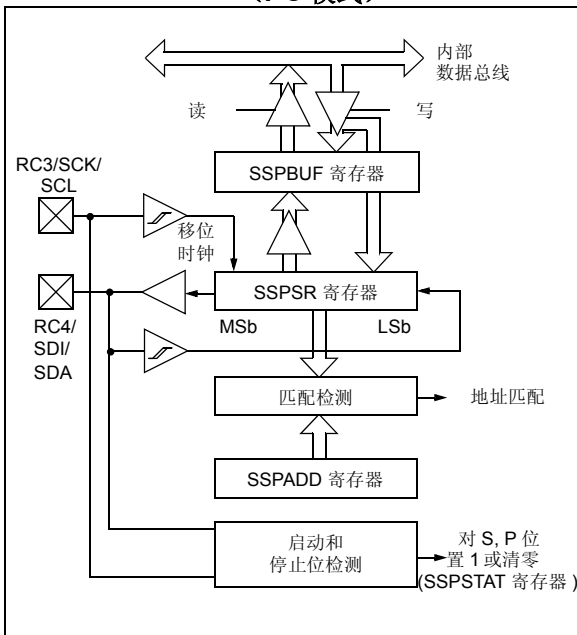 内部
数据总线
读
写
SSPBUF 寄存器
RC3/SCK/
SCL
移位
时钟
SSPSR 寄存器
MSb
LSb
RC4/
SDI/
SDA
匹配检测
地址匹配
SSPADD 寄存器
启动和
停止位检测
对 S, P 位
置 1 或清零
(SSPSTAT 寄存器 )